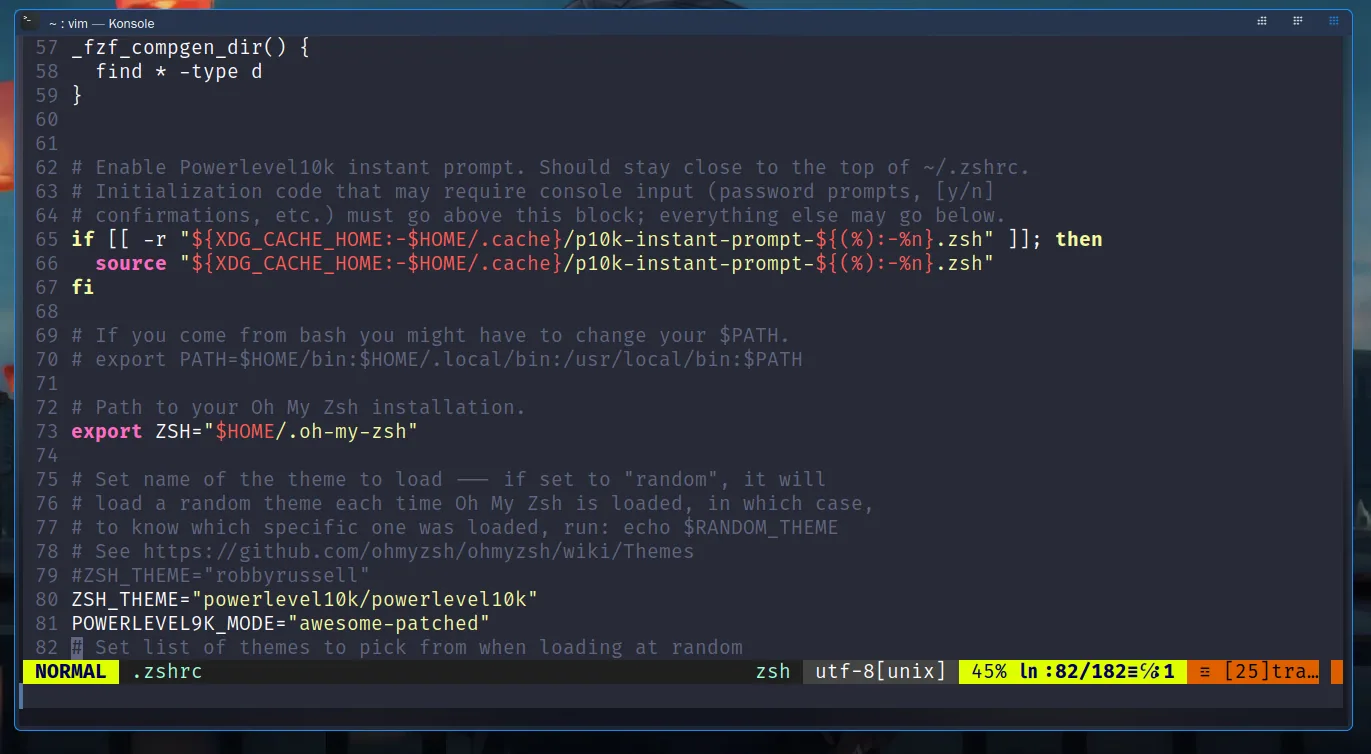 ~ : vim — Konsole
57 _fzf_compgen_dir() {
58   find * -type d
59 }
60
61
62 # Enable Powerlevel10k instant prompt. Should stay close to the top of ~/.zshrc.
63 # Initialization code that may require console input (password prompts, [y/n]
64 # confirmations, etc.) must go above this block; everything else may go below.
65 if [[ -r "${XDG_CACHE_HOME:-$HOME/.cache}/p10k-instant-prompt-${(%):-%n}.zsh" ]]; then
66   source "${XDG_CACHE_HOME:-$HOME/.cache}/p10k-instant-prompt-${(%):-%n}.zsh"
67 fi
68
69 # If you come from bash you might have to change your $PATH.
70 # export PATH=$HOME/bin:$HOME/.local/bin:/usr/local/bin:$PATH
71
72 # Path to your Oh My Zsh installation.
73 export ZSH="$HOME/.oh-my-zsh"
74
75 # Set name of the theme to load --- if set to "random", it will
76 # load a random theme each time Oh My Zsh is loaded, in which case,
77 # to know which specific one was loaded, run: echo $RANDOM_THEME
78 # See https://github.com/ohmyzsh/ohmyzsh/wiki/Themes
79 #ZSH_THEME="robbyrussell"
80 ZSH_THEME="powerlevel10k/powerlevel10k"
81 POWERLEVEL9K_MODE="awesome-patched"
82 # Set list of themes to pick from when loading at random
NORMAL .zshrc zsh utf-8[unix] 45% ln :82/182≡℅:1 ☲ [25]tra…